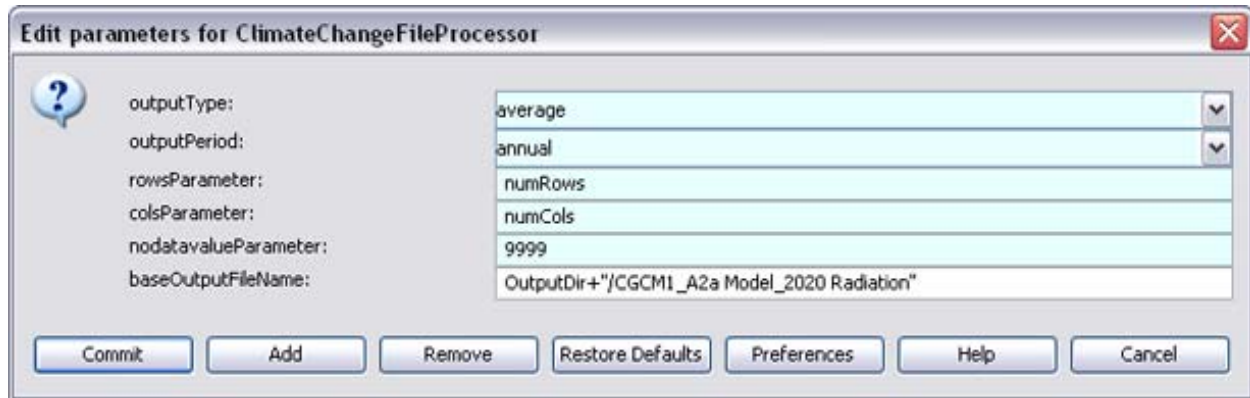 Edit parameters for ClimateChangeFileProcessor
?
outputType: average
outputPeriod: annual
rowsParameter: numRows
colsParameter: numCols
nodatavalueParameter: 9999
baseOutputFileName: OutputDir+"/CGCM1_A2a Model_2020 Radiation"
Commit Add Remove Restore Defaults Preferences Help Cancel